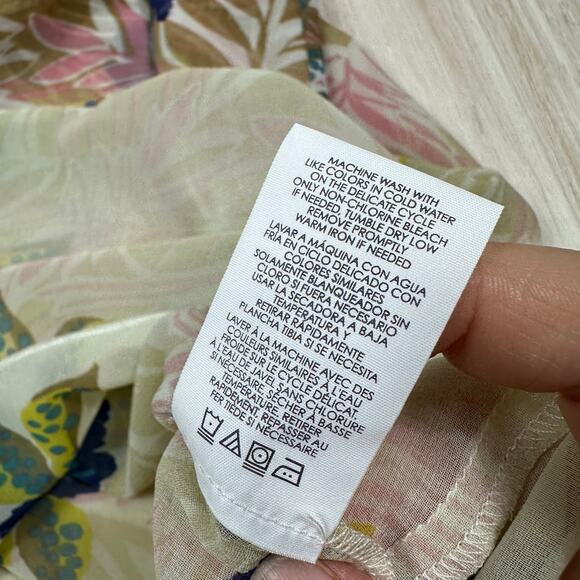 MACHINE WASH WITH
LIKE COLORS IN COLD WATER
ON THE DELICATE CYCLE
ONLY NON-CHLORINE BLEACH
IF NEEDED, TUMBLE DRY LOW
REMOVE PROMPTLY
WARM IRON IF NEEDED
LAVAR A MÁQUINA CON AGUA
FRIA EN CICLO DELICADO CON
COLORES SIMILARES
SOLAMENTE BLANQUEADOR SIN
CLORO SI FUERA NECESARIO
USAR LA SECADORA A BAJA
TEMPERATURA Y
RETIRAR RÁPIDAMENTE
PLANCHA TIBIA SI SE NECESITA
LAVER À LA MACHINE AVEC DES
COULEURS SIMILAIRES À L'EAU
FROIDE SUR LE CYCLE DÉLICAT.
À L'EAU DE JAVEL SANS CHLORURE
SI NÉCESSAIRE SÉCHER À BASSE
TEMPÉRATURE, RETIRER
RAPIDEMENT, REPASSER AU
FER TIÈDE SI NÉCESSAIRE